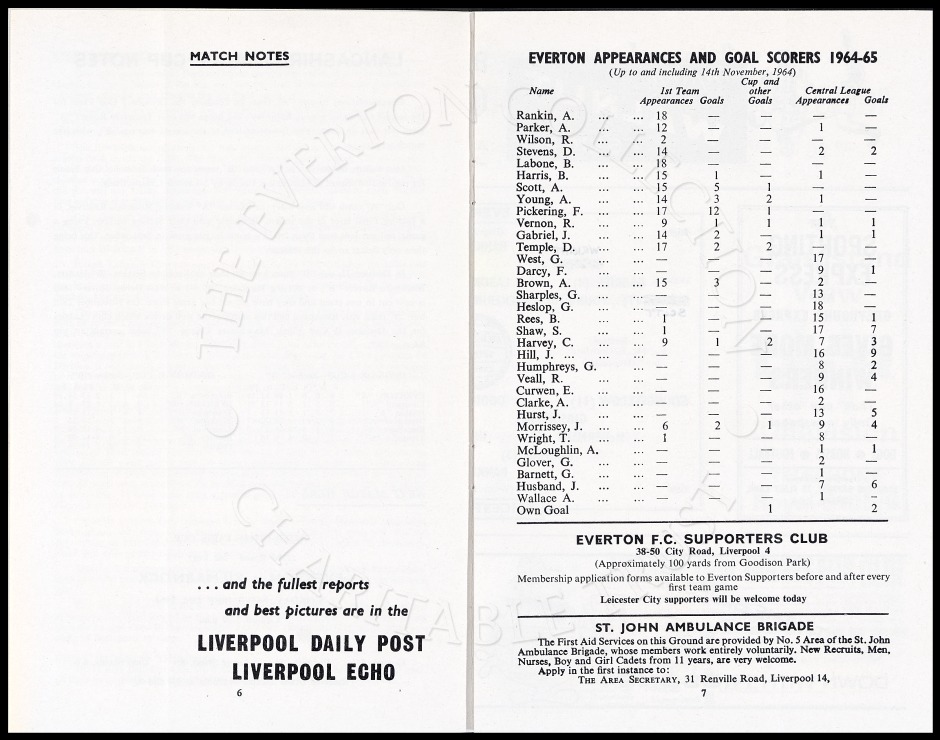 MATCH NOTES
. . . and the fullest reports
and best pictures are in the
LIVERPOOL DAILY POST
LIVERPOOL ECHO
6
EVERTON APPEARANCES AND GOAL SCORERS 1964-65
(Up to and including 14th November, 1964)
Name 1st Team Appearances Goals Cup and other Goals Central League Appearances Goals
Rankin, A. ... ... 18 — — — —
Parker, A. ... ... 12 — — 1 —
Wilson, R. ... ... 2 — — — —
Stevens, D. ... ... 14 — — 2 2
Labone, B. ... ... 18 — — — —
Harris, B. ... ... 15 1 — 1 —
Scott, A. ... ... 15 5 1 — —
Young, A. ... ... 14 3 2 1 —
Pickering, F. ... ... 17 12 1 — —
Vernon, R. ... ... 9 1 1 1 1
Gabriel, J. ... ... 14 2 — 1 1
Temple, D. ... ... 17 2 2 — —
West, G. ... ... — — — 17 —
Darcy, F. ... ... — — — 9 1
Brown, A. ... ... 15 3 — 2 —
Sharples, G. ... ... — — — 13 —
Heslop, G. ... ... — — — 18 —
Rees, B. ... ... 1 — — 15 1
Shaw, S. ... ... 1 — — 17 7
Harvey, C. ... ... 9 1 2 7 3
Hill, J. ... ... ... — — — 16 9
Humphreys, G. ... — — — 8 2
Veall, R. ... ... — — — 9 4
Curwen, E. ... ... — — — 16 —
Clarke, A. ... ... — — — 2 —
Hurst, J. ... ... — — — 13 5
Morrissey, J. ... ... 6 2 1 9 4
Wright, T. ... ... 1 — — 8 —
McLoughlin, A. ... — — — 1 1
Glover, G. ... ... — — — 2 —
Barnett, G. ... ... — — — 1 —
Husband, J. ... ... — — — 7 6
Wallace A. ... ... — — — 1 –
Own Goal 1 2
EVERTON F.C. SUPPORTERS CLUB
38-50 City Road, Liverpool 4
(Approximately 100 yards from Goodison Park)
Membership application forms available to Everton Supporters before and after every
first team game
Leicester City supporters will be welcome today
ST. JOHN AMBULANCE BRIGADE
The First Aid Services on this Ground are provided by No. 5 Area of the St. John
Ambulance Brigade, whose members work entirely voluntarily. New Recruits, Men,
Nurses, Boy and Girl Cadets from 11 years, are very welcome.
Apply in the first instance to:
THE AREA SECRETARY, 31 Renville Road, Liverpool 14,
7
© THE EVERTON COLLECTION
CHARITABLE TRUST